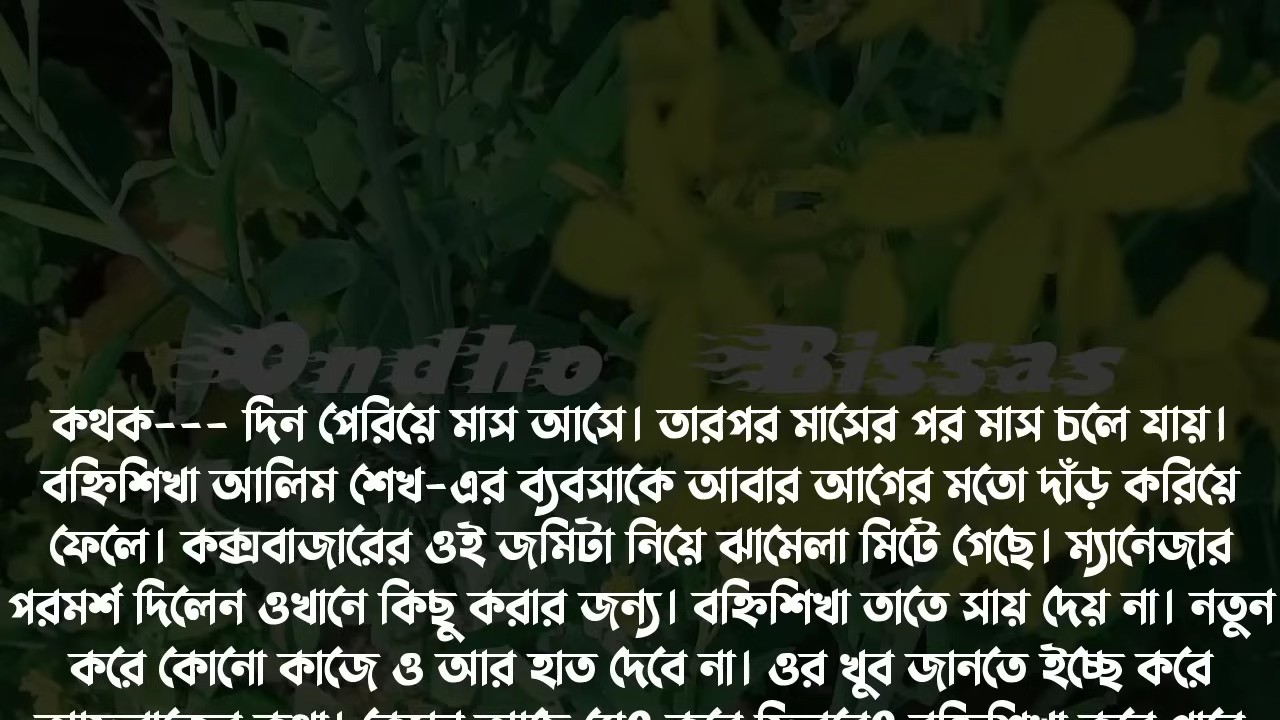 Ondho Bissas
কথক--- দিন পেরিয়ে মাস আসে। তারপর মাসের পর মাস চলে যায়।
বহ্নিশিখা আলিম শেখ-এর ব্যবসাকে আবার আগের মতো দাঁড় করিয়ে
ফেলে। কক্সবাজারের ওই জমিটা নিয়ে ঝামেলা মিটে গেছে। ম্যানেজার
পরমর্শ দিলেন ওখানে কিছু করার জন্য। বহ্নিশিখা তাতে সায় দেয় না। নতুন
করে কোনো কাজে ও আর হাত দেবে না। ওর খুব জানতে ইচ্ছে করে